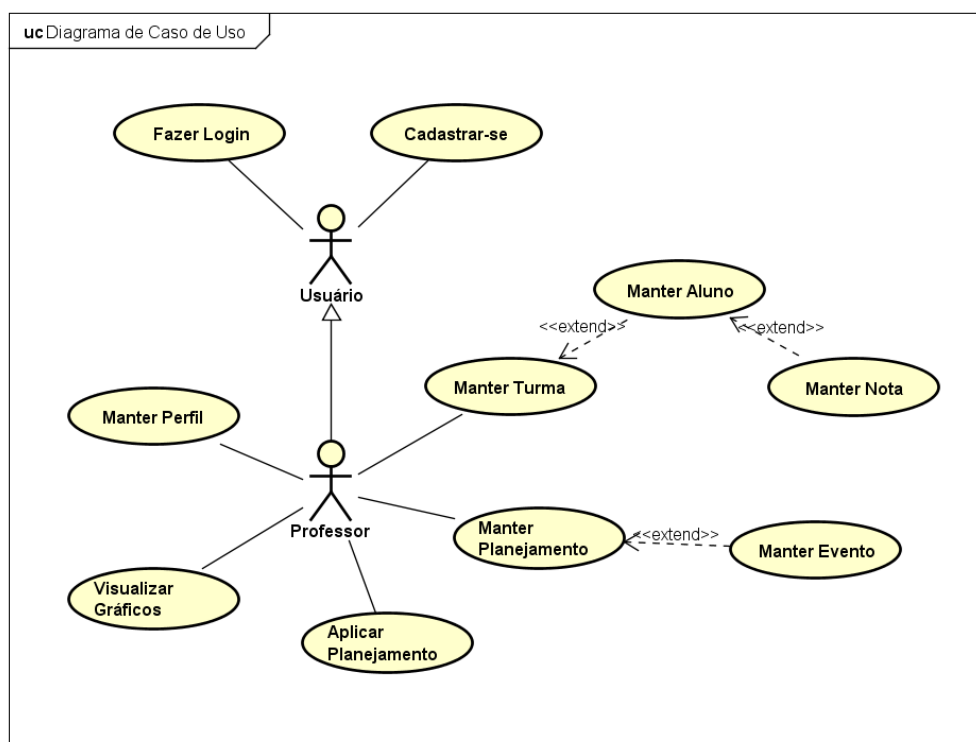 uc Diagrama de Caso de Uso
Fazer Login
Cadastrar-se
Usuário
Manter Aluno
<<extend>>
<<extend>>
Manter Turma
Manter Nota
Manter Perfil
Professor
Manter
Planejamento
<<extend>>
Manter Evento
Visualizar
Gráficos
Aplicar
Planejamento